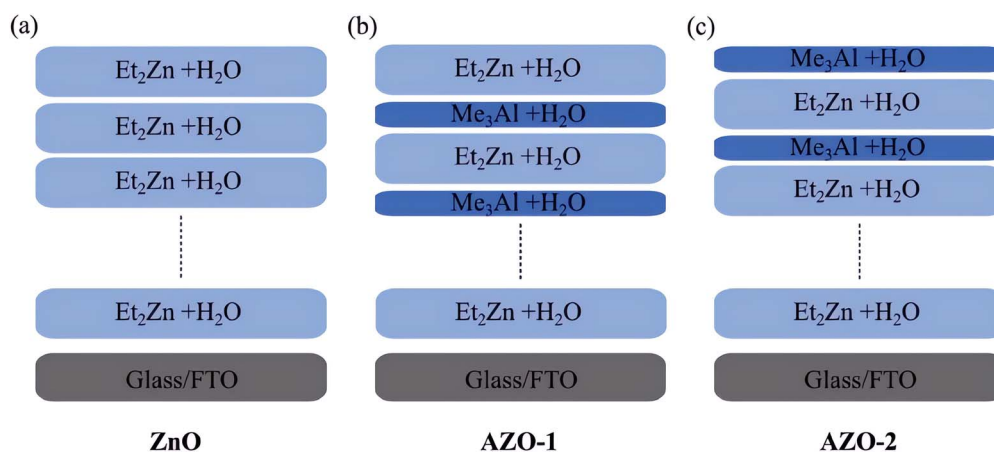 (a)
Et₂Zn +H₂O
Et₂Zn +H₂O
Et₂Zn +H₂O
Et₂Zn +H₂O
Glass/FTO
ZnO
(b)
Et₂Zn +H₂O
Me₃Al +H₂O
Et₂Zn +H₂O
Me₃Al +H₂O
Et₂Zn +H₂O
Glass/FTO
AZO-1
(c)
Me₃Al +H₂O
Et₂Zn +H₂O
Me₃Al +H₂O
Et₂Zn +H₂O
Et₂Zn +H₂O
Glass/FTO
AZO-2